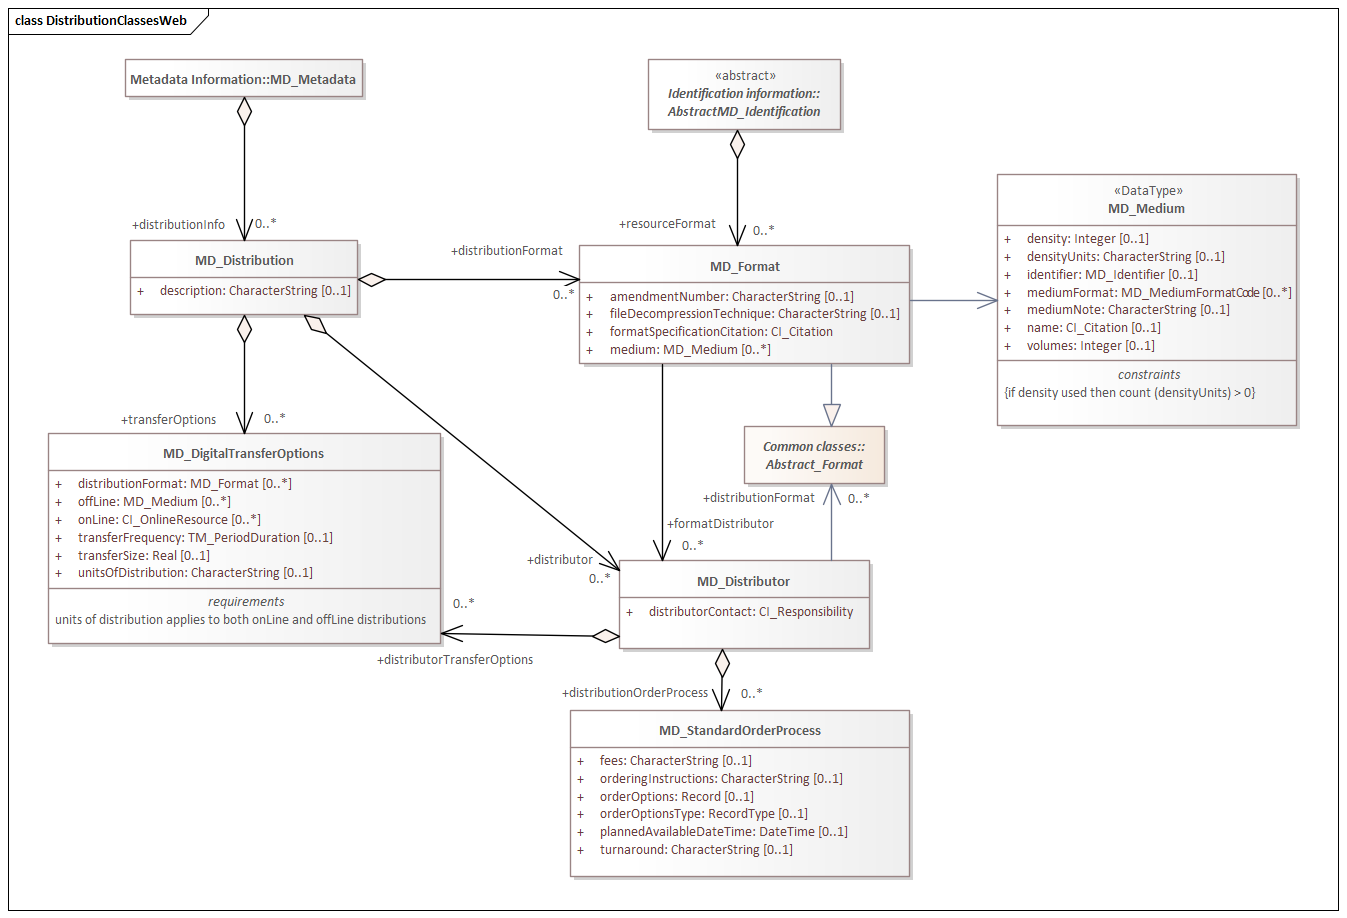 class DistributionClassesWeb
Metadata Information::MD_Metadata
«abstract»
Identification information::
AbstractMD_Identification
+distributionInfo
0..*
+resourceFormat
0..*
«DataType»
MD_Medium
+ density: Integer [0..1]
+ densityUnits: CharacterString [0..1]
+ identifier: MD_Identifier [0..1]
+ mediumFormat: MD_MediumFormatCode [0..*]
+ mediumNote: CharacterString [0..1]
+ name: CI_Citation [0..1]
+ volumes: Integer [0..1]
constraints
{if density used then count (densityUnits) > 0}
MD_Distribution
+ description: CharacterString [0..1]
+distributionFormat
0..*
MD_Format
+ amendmentNumber: CharacterString [0..1]
+ fileDecompressionTechnique: CharacterString [0..1]
+ formatSpecificationCitation: CI_Citation
+ medium: MD_Medium [0..*]
+transferOptions
0..*
MD_DigitalTransferOptions
+ distributionFormat: MD_Format [0..*]
+ offLine: MD_Medium [0..*]
+ onLine: CI_OnlineResource [0..*]
+ transferFrequency: TM_PeriodDuration [0..1]
+ transferSize: Real [0..1]
+ unitsOfDistribution: CharacterString [0..1]
requirements
units of distribution applies to both onLine and offLine distributions
Common classes::
Abstract_Format
+distributionFormat
0..*
+formatDistributor
0..*
+distributor
0..*
MD_Distributor
+ distributorContact: CI_Responsibility
0..*
+distributorTransferOptions
+distributionOrderProcess
0..*
MD_StandardOrderProcess
+ fees: CharacterString [0..1]
+ orderingInstructions: CharacterString [0..1]
+ orderOptions: Record [0..1]
+ orderOptionsType: RecordType [0..1]
+ plannedAvailableDateTime: DateTime [0..1]
+ turnaround: CharacterString [0..1]